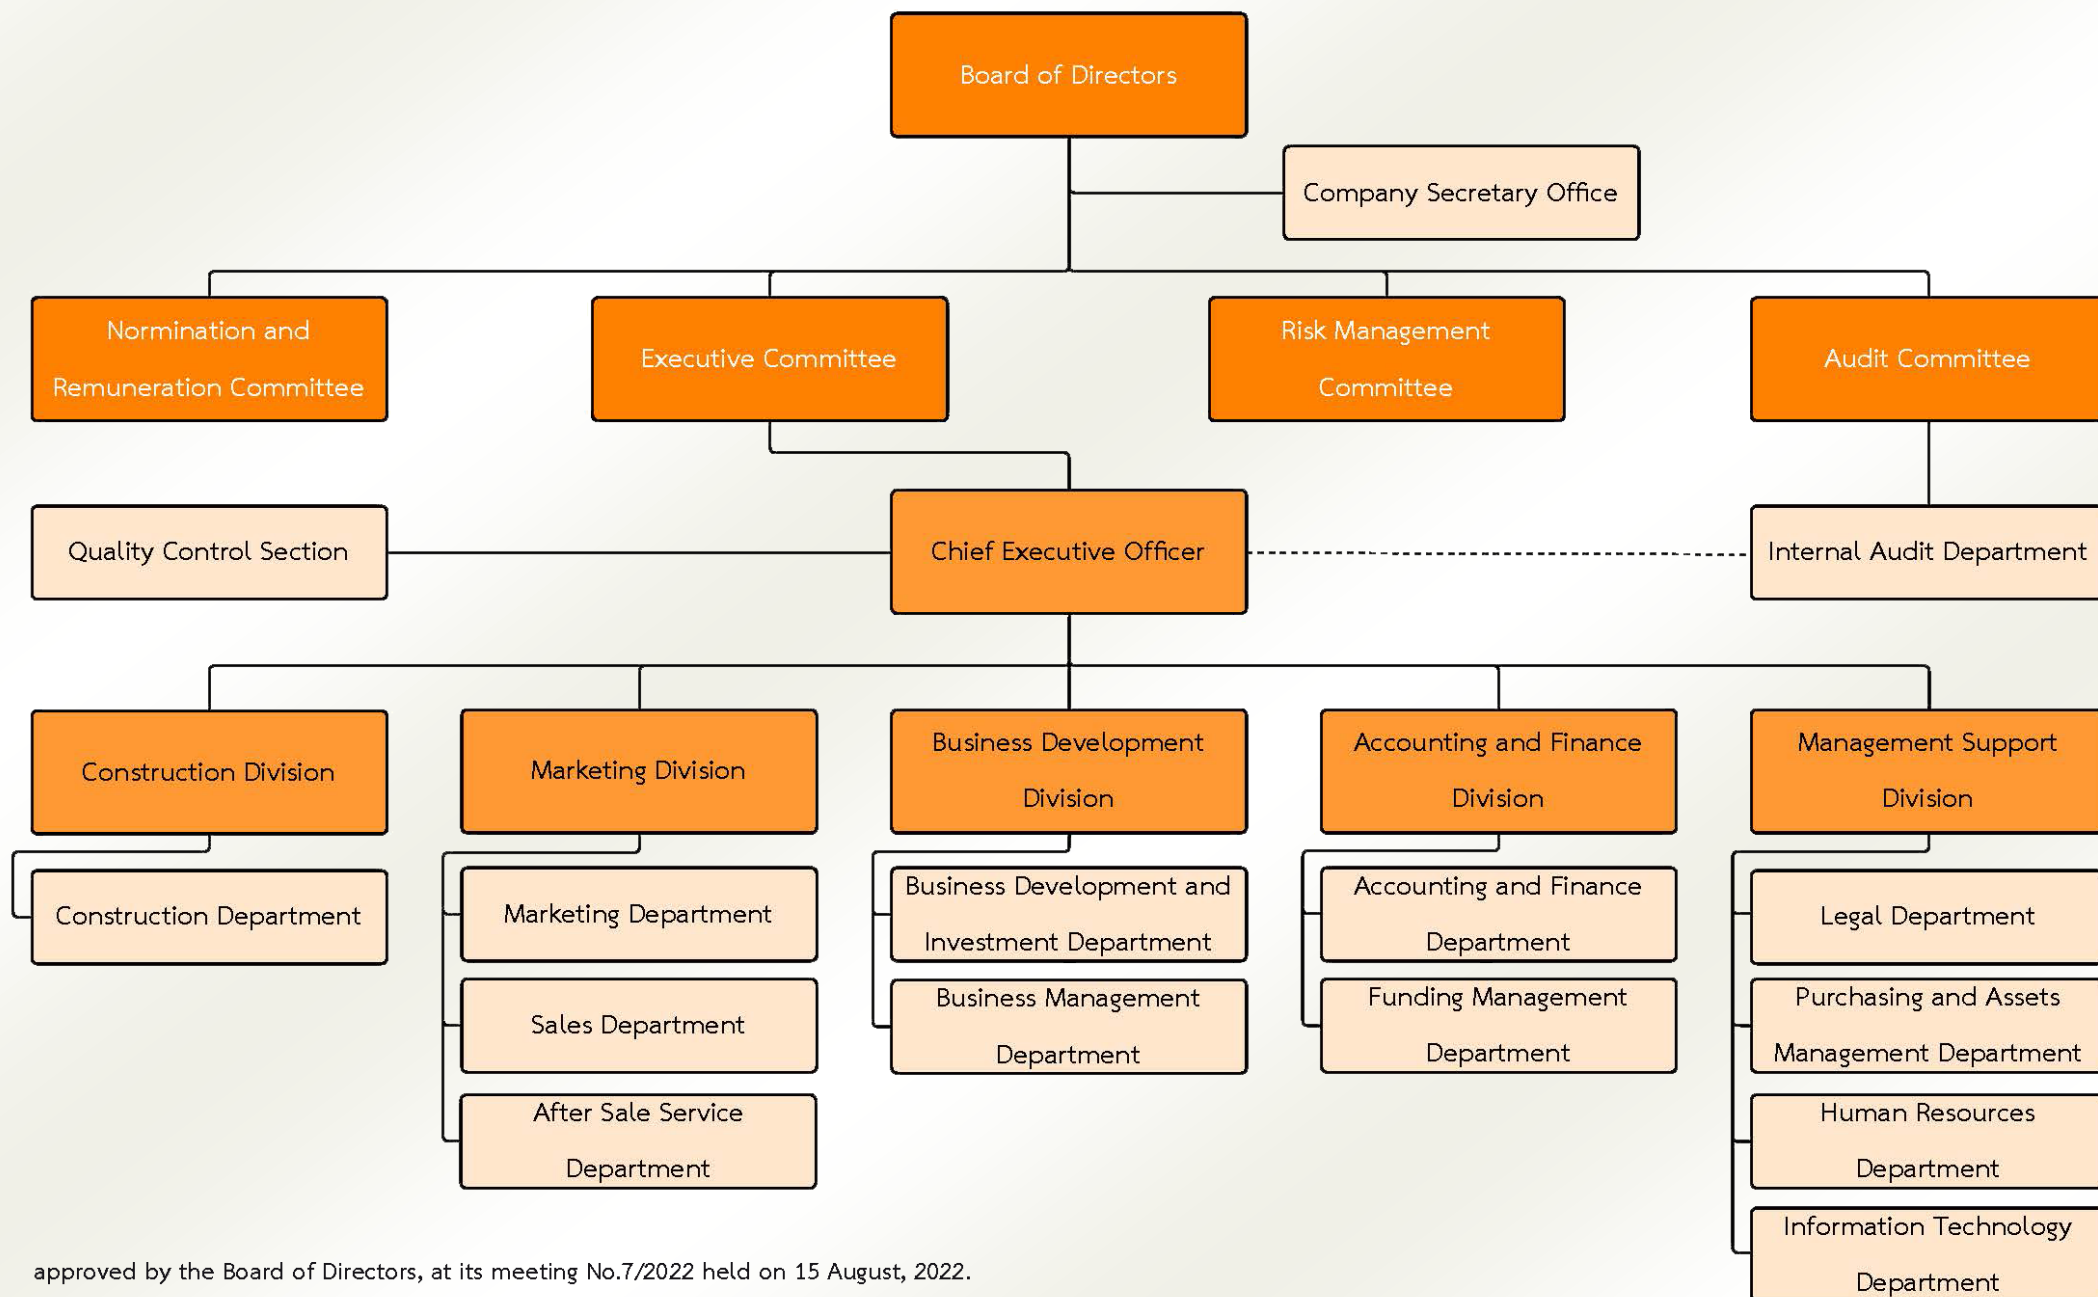 Board of Directors
Company Secretary Office
Normination and
Remuneration Committee
Executive Committee
Risk Management
Committee
Audit Committee
Quality Control Section
Chief Executive Officer
Internal Audit Department
Construction Division
Marketing Division
Business Development
Division
Accounting and Finance
Division
Management Support
Division
Construction Department
Marketing Department
Sales Department
After Sale Service
Department
Business Development and
Investment Department
Business Management
Department
Accounting and Finance
Department
Funding Management
Department
Legal Department
Purchasing and Assets
Management Department
Human Resources
Department
Information Technology
Department
approved by the Board of Directors, at its meeting No.7/2022 held on 15 August, 2022.